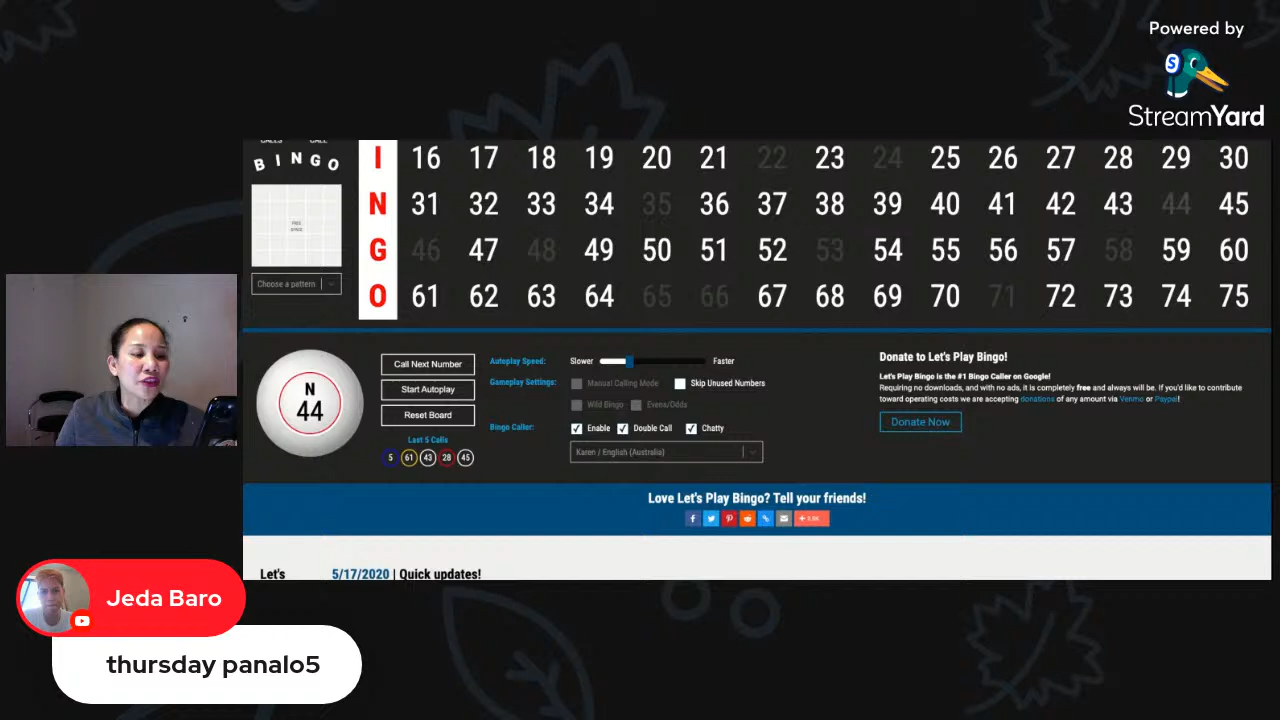 Powered by
StreamYard
CALLS CALL
BINGO
I 16 17 18 19 20 21 22 23 24 25 26 27 28 29 30
N 31 32 33 34 35 36 37 38 39 40 41 42 43 44 45
G 46 47 48 49 50 51 52 53 54 55 56 57 58 59 60
O 61 62 63 64 65 66 67 68 69 70 71 72 73 74 75
FREE
Choose a pattern
N
44
Call Next Number
Start Autoplay
Reset Board
Last 5 Calls
5 61 43 28 45
Autoplay Speed: Slower Faster
Gameplay Settings: Manual Calling Mode Skip Unused Numbers
Wild Bingo Evens/Odds
Bingo Caller: Enable Double Call Chatty
Karen / English (Australia)
Donate to Let's Play Bingo!
Let's Play Bingo is the #1 Bingo Caller on Google!
Requiring no downloads, and with no ads, it is completely free and always will be. If you'd like to contribute
toward operating costs we are accepting donations of any amount via Venmo or Paypal!
Donate Now
Love Let's Play Bingo? Tell your friends!
Let's
5/17/2020 | Quick updates!
Jeda Baro
thursday panalo5